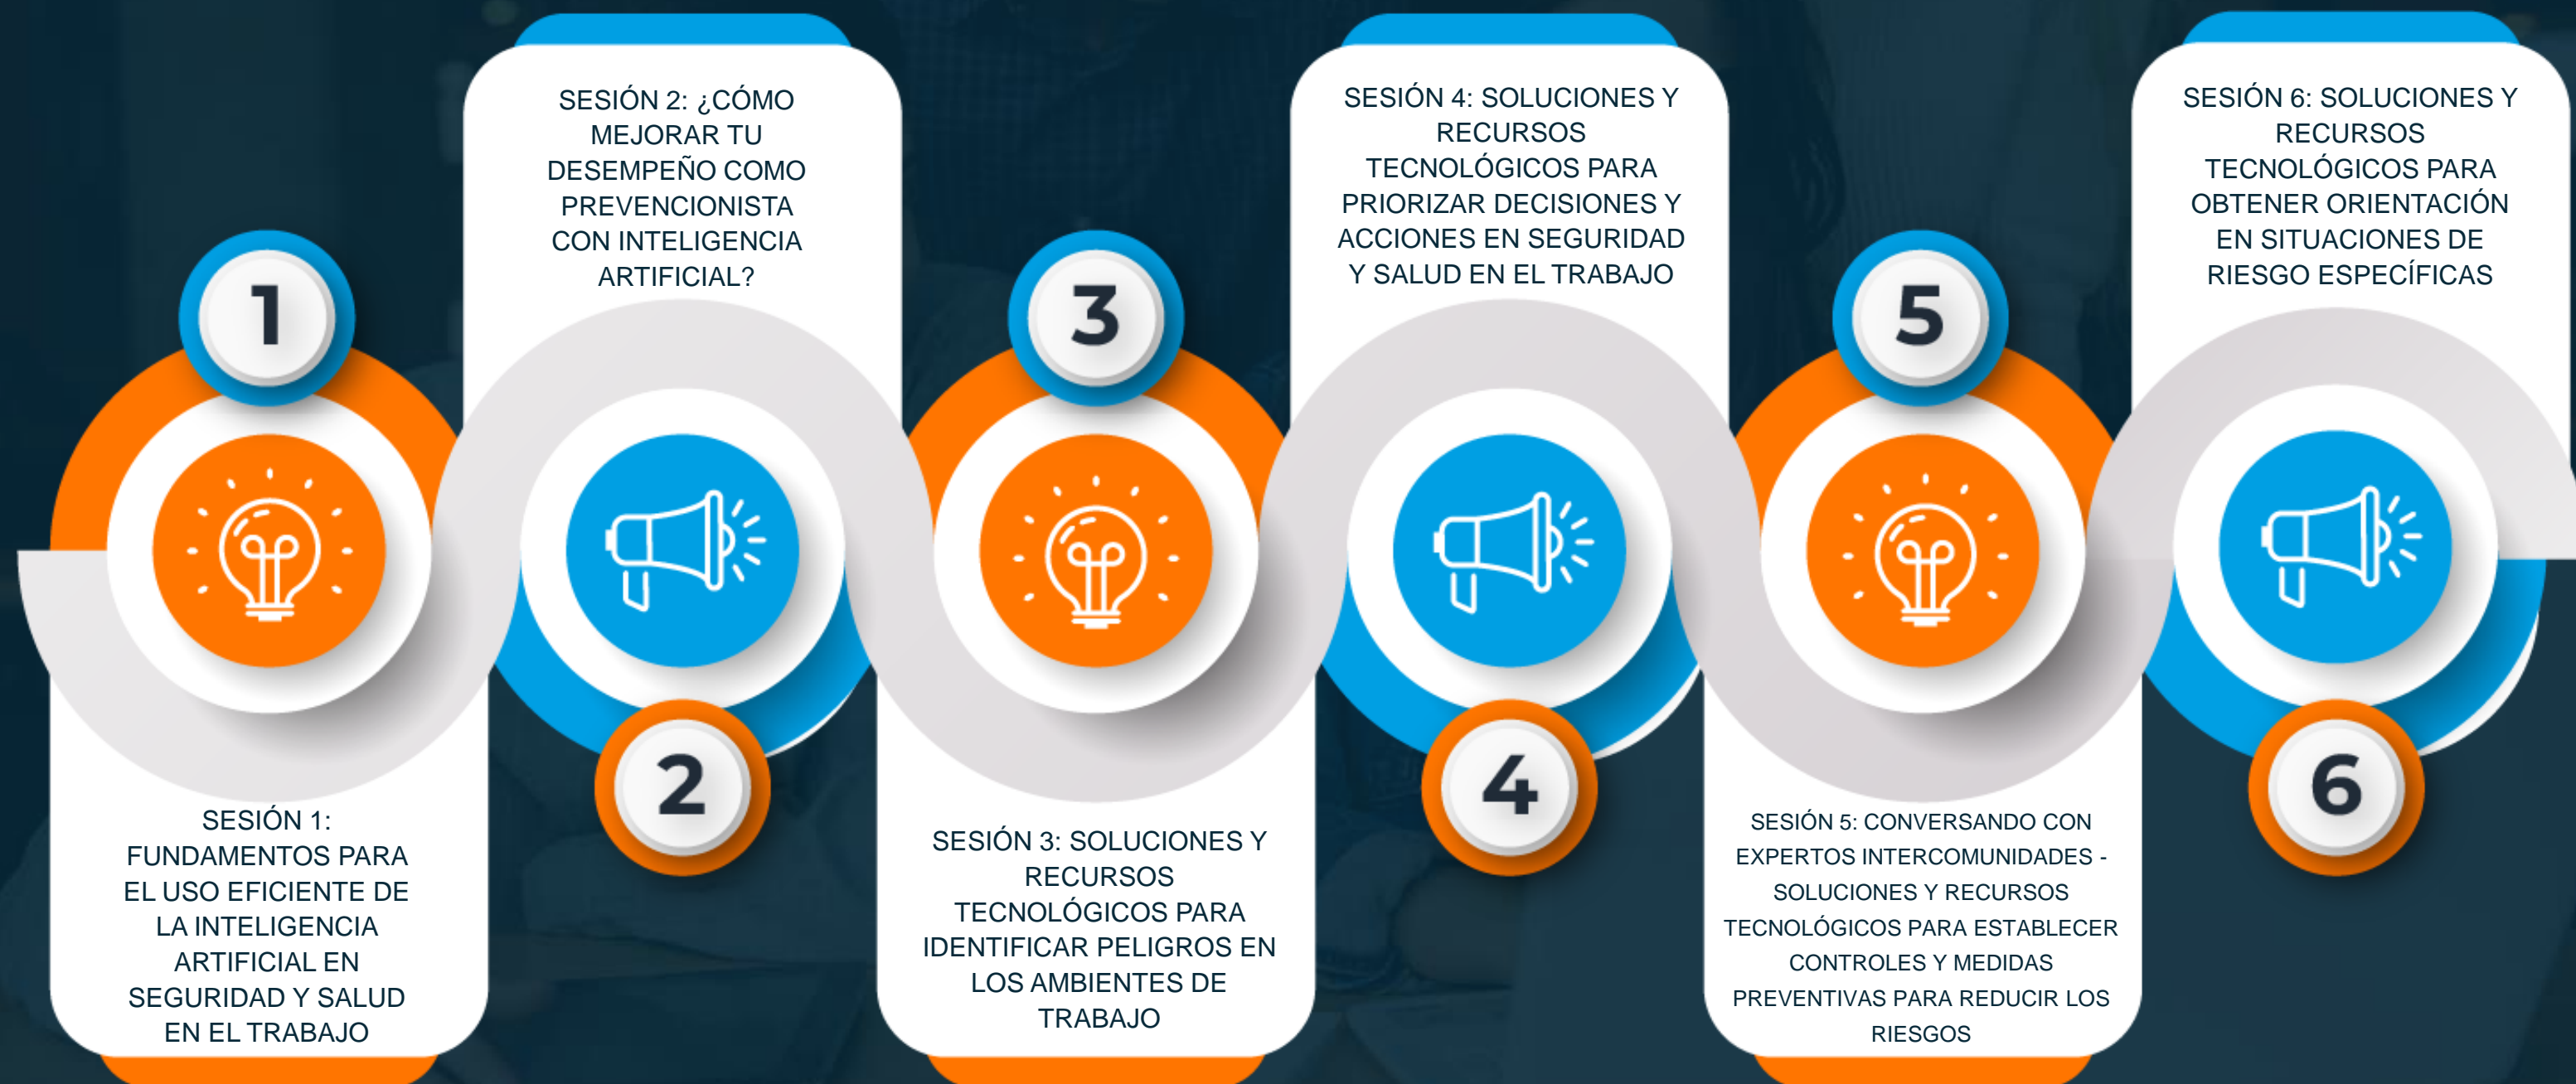 1
SESIÓN 1:
FUNDAMENTOS PARA
EL USO EFICIENTE DE
LA INTELIGENCIA
ARTIFICIAL EN
SEGURIDAD Y SALUD
EN EL TRABAJO
SESIÓN 2: ¿CÓMO
MEJORAR TU
DESEMPEÑO COMO
PREVENCIONISTA
CON INTELIGENCIA
ARTIFICIAL?
2
3
SESIÓN 3: SOLUCIONES Y
RECURSOS
TECNOLÓGICOS PARA
IDENTIFICAR PELIGROS EN
LOS AMBIENTES DE
TRABAJO
SESIÓN 4: SOLUCIONES Y
RECURSOS
TECNOLÓGICOS PARA
PRIORIZAR DECISIONES Y
ACCIONES EN SEGURIDAD
Y SALUD EN EL TRABAJO
4
5
SESIÓN 5: CONVERSANDO CON
EXPERTOS INTERCOMUNIDADES -
SOLUCIONES Y RECURSOS
TECNOLÓGICOS PARA ESTABLECER
CONTROLES Y MEDIDAS
PREVENTIVAS PARA REDUCIR LOS
RIESGOS
SESIÓN 6: SOLUCIONES Y
RECURSOS
TECNOLÓGICOS PARA
OBTENER ORIENTACIÓN
EN SITUACIONES DE
RIESGO ESPECÍFICAS
6